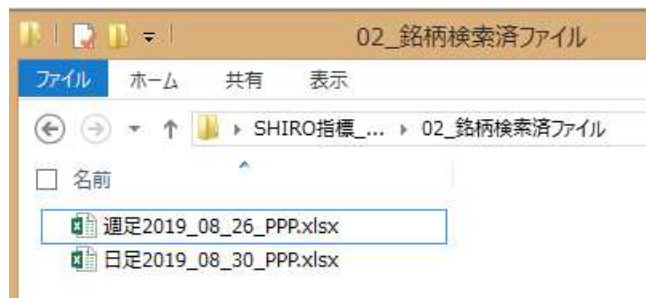 02_銘柄検索済ファイル
ファイル ホーム 共有 表示
SHIRO指標_... 02_銘柄検索済ファイル
名前
週足2019_08_26_PPP.xlsx
日足2019_08_30_PPP.xlsx